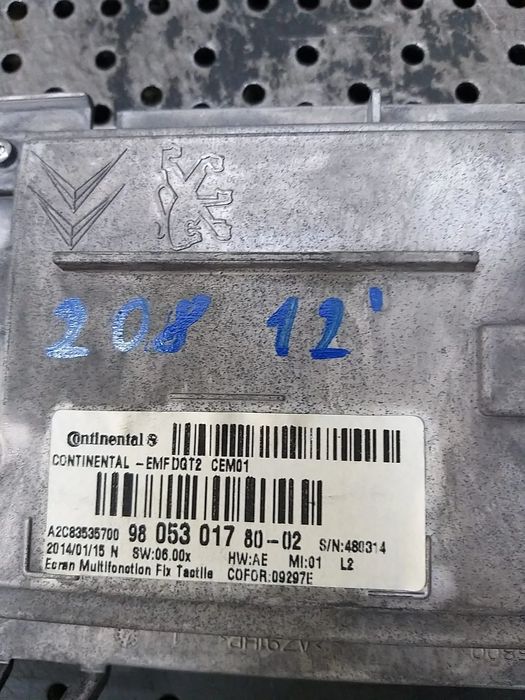 208 12'
Continental
CONTINENTAL -EMFDQT2 CEM01
A2C83535700 98 053 017 80-02 S/N:480314
2014/01/15 N SW:06.00x HW:AE MI:01 L2
Ecran Multifonction Fix Tactile COFOR:09297E